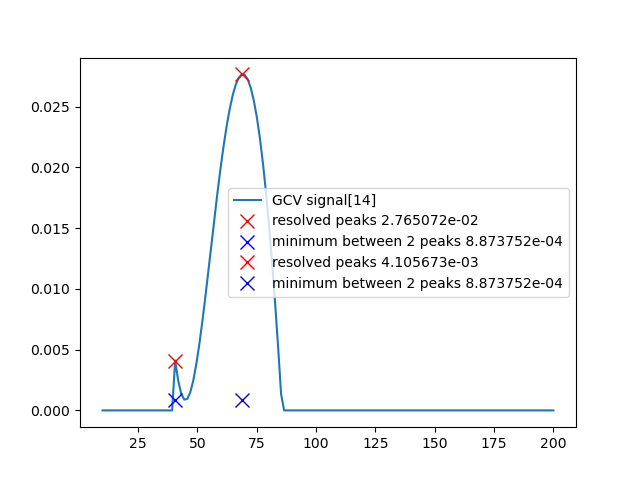 0.025
0.020
0.015
0.010
0.005
0.000
GCV signal[14]
resolved peaks 2.765072e-02
minimum between 2 peaks 8.873752e-04
resolved peaks 4.105673e-03
minimum between 2 peaks 8.873752e-04
25 50 75 100 125 150 175 200